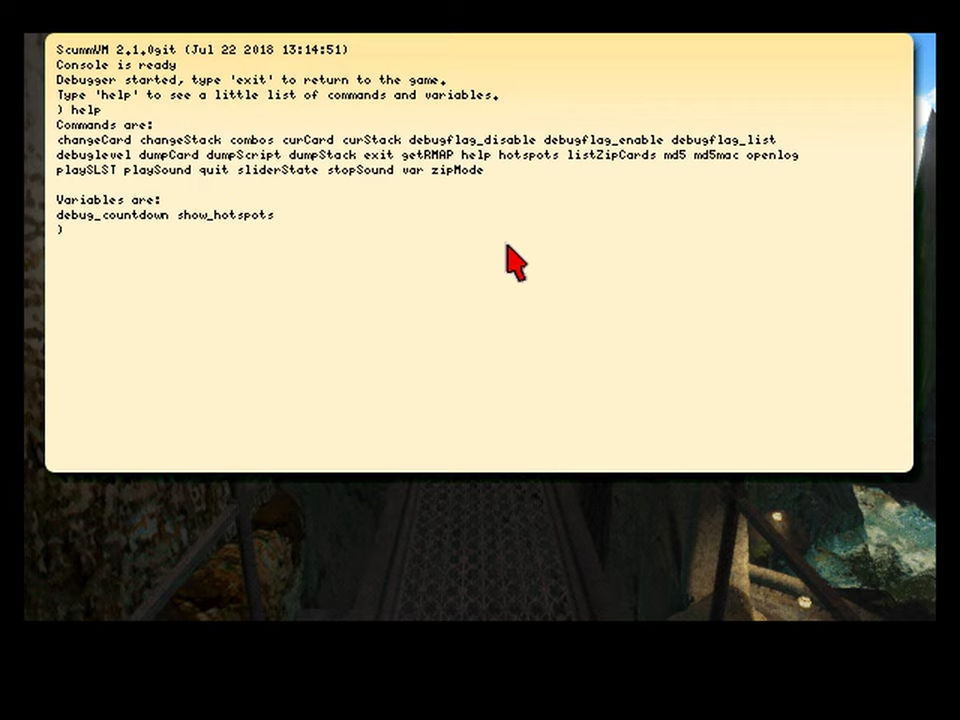 ScummVM 2.1.0git (Jul 22 2018 13:14:51)
Console is ready
Debugger started, type 'exit' to return to the game.
Type 'help' to see a little list of commands and variables.
) help
Commands are:
changeCard changeStack combos curCard curStack debugflag_disable debugflag_enable debugflag_list
debuglevel dumpCard dumpScript dumpStack exit getRMAP help hotspots listZipCards md5 md5mac openlog
playSLST playSound quit sliderState stopSound var zipMode
Variables are:
debug_countdown show_hotspots
)